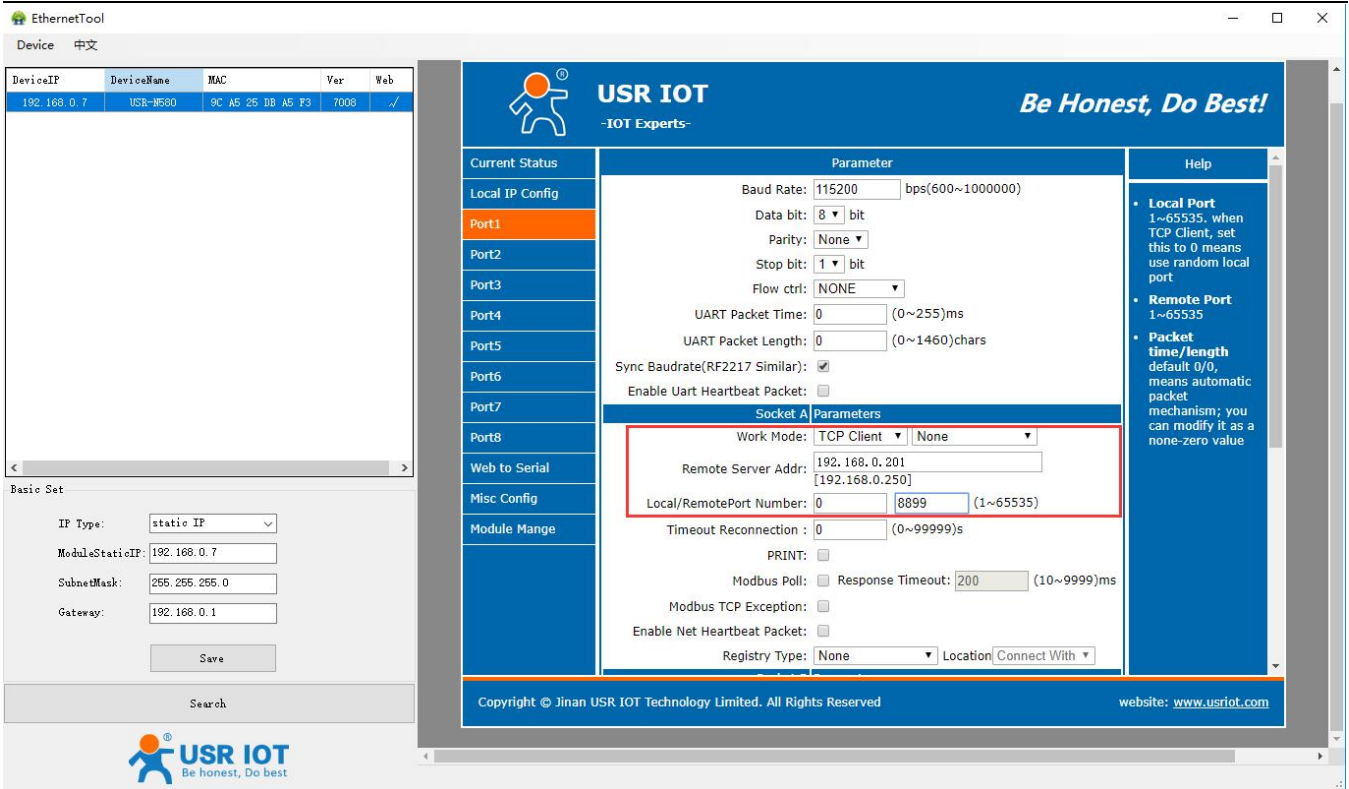 EthernetTool
Device 中文
DeviceIP DeviceName MAC Ver Web
192.168.0.7 USR-N580 9C A5 25 DB A5 F3 7008 √
Basic Set
IP Type: static IP
ModuleStaticIP: 192.168.0.7
SubnetMask: 255.255.255.0
Gateway: 192.168.0.1
Save
Search
®
USR IOT
Be honest, Do best
®
USR IOT
-IOT Experts-
Be Honest, Do Best!
Current Status
Local IP Config
Port1
Port2
Port3
Port4
Port5
Port6
Port7
Port8
Web to Serial
Misc Config
Module Mange
Parameter
Baud Rate: 115200 bps(600~1000000)
Data bit: 8 bit
Parity: None
Stop bit: 1 bit
Flow ctrl: NONE
UART Packet Time: 0 (0~255)ms
UART Packet Length: 0 (0~1460)chars
Sync Baudrate(RF2217 Similar):
Enable Uart Heartbeat Packet:
Socket A Parameters
Work Mode: TCP Client None
Remote Server Addr: 192.168.0.201
[192.168.0.250]
Local/RemotePort Number: 0 8899 (1~65535)
Timeout Reconnection : 0 (0~99999)s
PRINT:
Modbus Poll: Response Timeout: 200 (10~9999)ms
Modbus TCP Exception:
Enable Net Heartbeat Packet:
Registry Type: None Location Connect With
Help
• Local Port
1~65535. when
TCP Client, set
this to 0 means
use random local
port
• Remote Port
1~65535
• Packet
time/length
default 0/0,
means automatic
packet
mechanism; you
can modify it as a
none-zero value
Copyright © Jinan USR IOT Technology Limited. All Rights Reserved
website: www.usriot.com